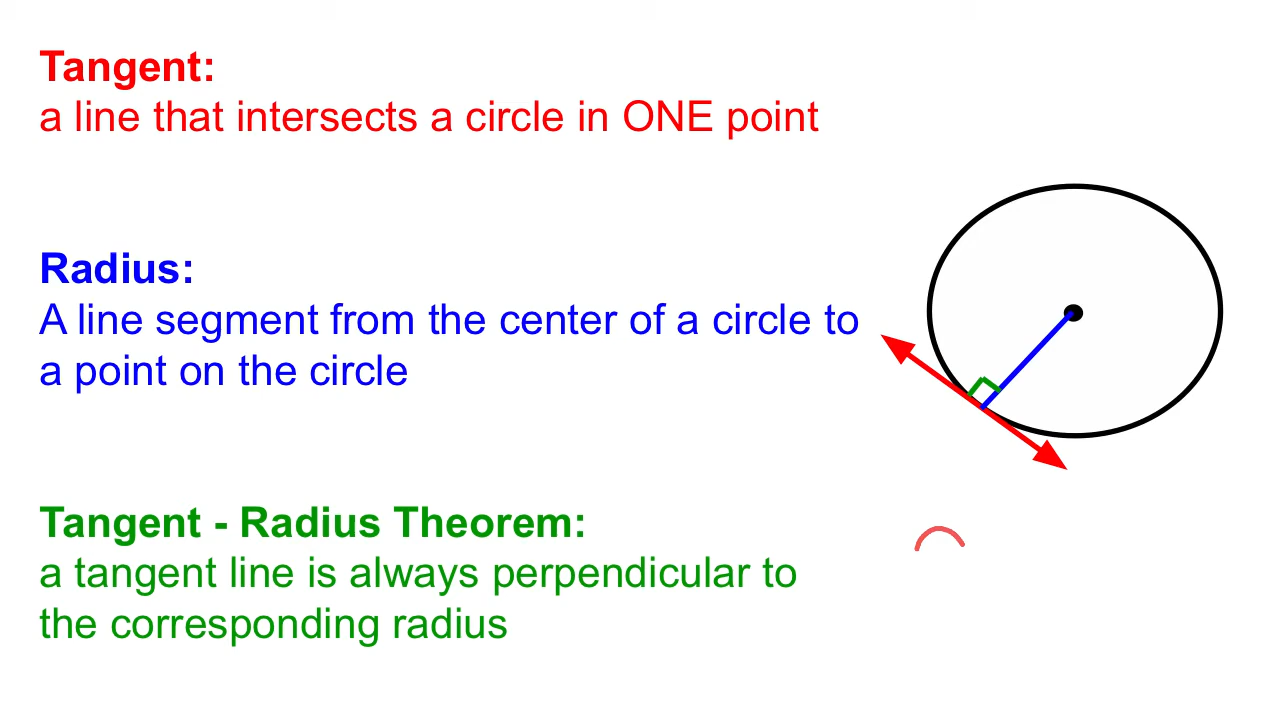 Tangent:
a line that intersects a circle in ONE point
Radius:
A line segment from the center of a circle to
a point on the circle
Tangent - Radius Theorem:
a tangent line is always perpendicular to
the corresponding radius